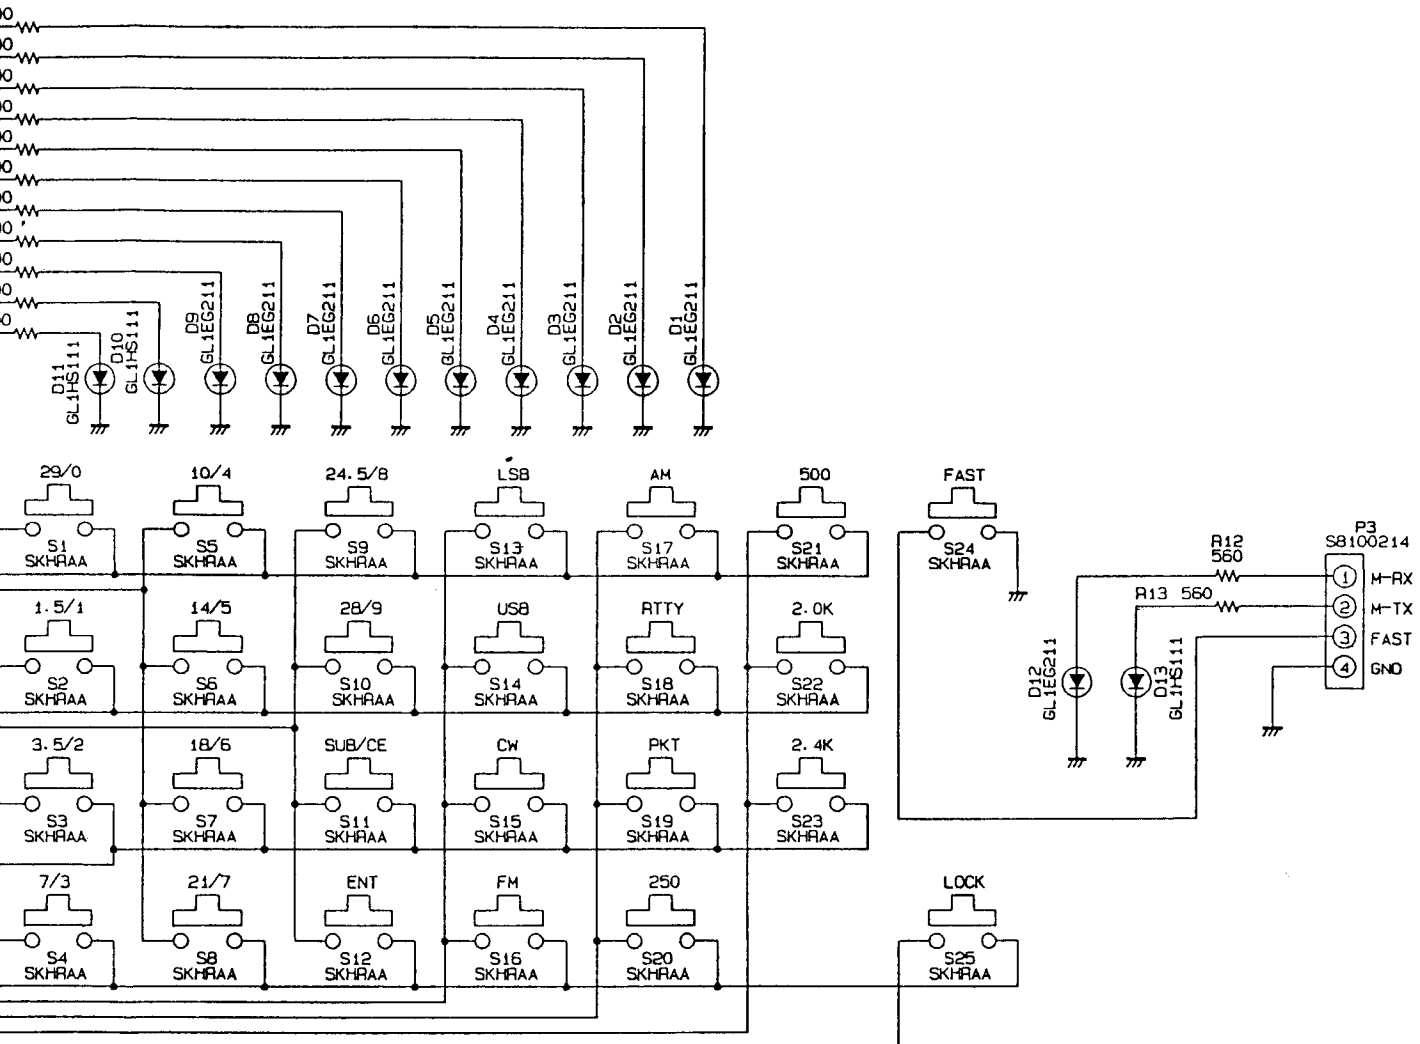 D11
GL1HS111
D10
GL1HS111
D9
GL1EG211
D8
GL1EG211
D7
GL1EG211
D6
GL1EG211
D5
GL1EG211
D4
GL1EG211
D3
GL1EG211
D2
GL1EG211
D1
GL1EG211
29/0
S1
SKHRAA
10/4
S5
SKHRAA
24.5/8
S9
SKHRAA
LSB
S13
SKHRAA
AM
S17
SKHRAA
500
S21
SKHRAA
FAST
S24
SKHRAA
1.5/1
S2
SKHRAA
14/5
S6
SKHRAA
28/9
S10
SKHRAA
USB
S14
SKHRAA
RTTY
S18
SKHRAA
2.0K
S22
SKHRAA
3.5/2
S3
SKHRAA
18/6
S7
SKHRAA
SUB/CE
S11
SKHRAA
CW
S15
SKHRAA
PKT
S19
SKHRAA
2.4K
S23
SKHRAA
7/3
S4
SKHRAA
21/7
S8
SKHRAA
ENT
S12
SKHRAA
FM
S16
SKHRAA
250
S20
SKHRAA
LOCK
S25
SKHRAA
R12
560
R13 560
D12
GL1EG211
D13
GL1HS111
P3
S8100214
1 M-RX
2 M-TX
3 FAST
4 GND